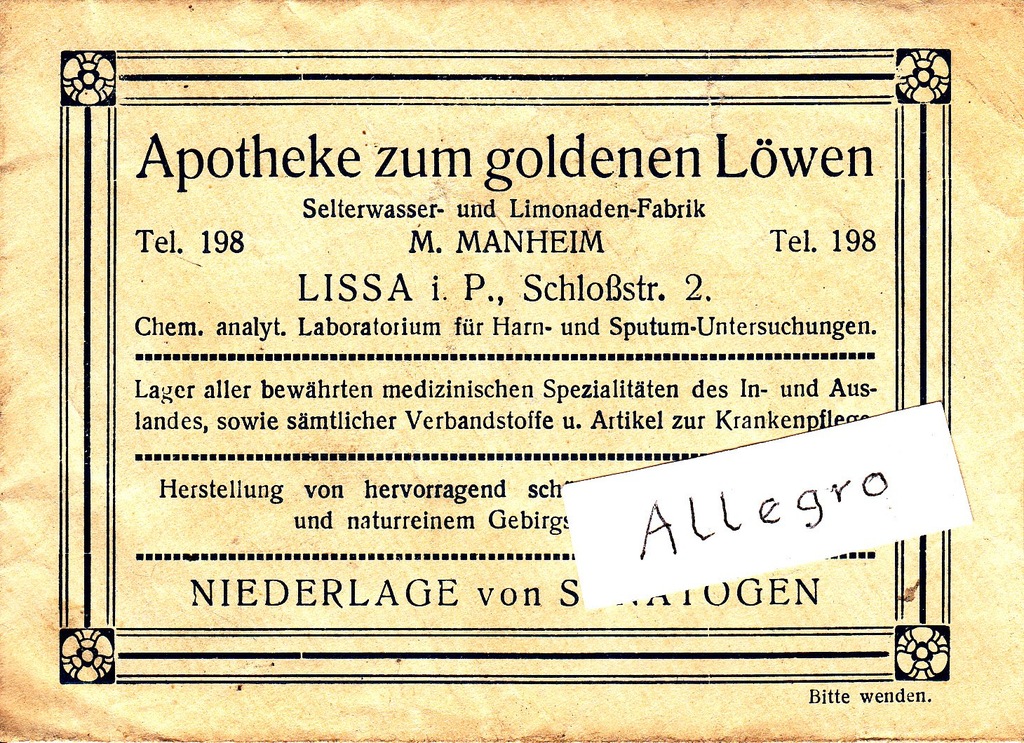 Apotheke zum goldenen Löwen
Selterwasser- und Limonaden-Fabrik
Tel. 198 M. MANHEIM Tel. 198
LISSA i. P., Schloßstr. 2.
Chem. analyt. Laboratorium für Harn- und Sputum-Untersuchungen.
Lager aller bewährten medizinischen Spezialitäten des In- und Aus-
landes, sowie sämtlicher Verbandstoffe u. Artikel zur Krankenpflege
Herstellung von hervorragend
und naturreinem
Allegro
NIEDERLAGE von SANATOGEN
Bitte wenden.